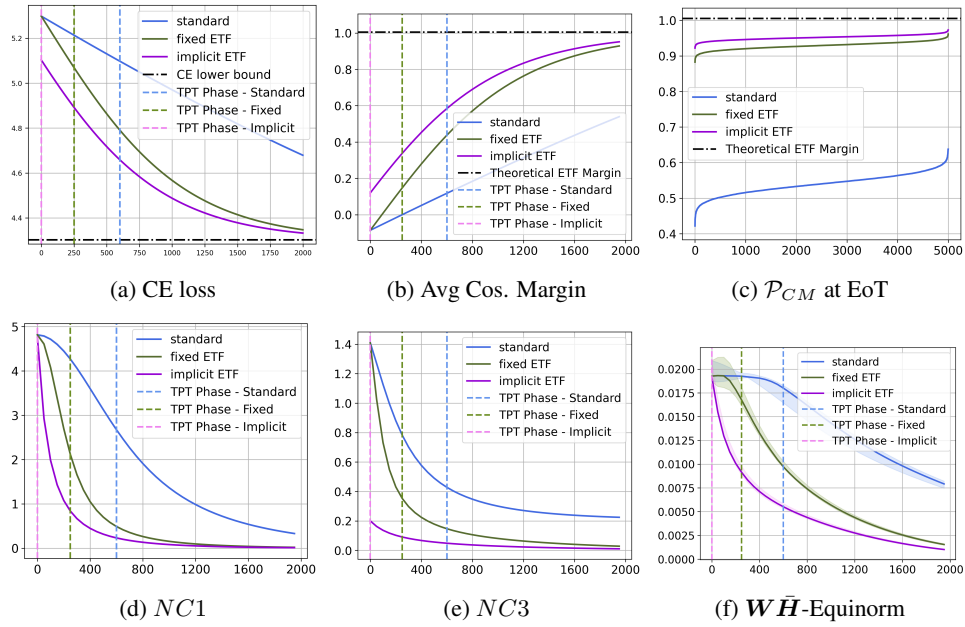 5.2
5.0
4.8
4.6
4.4
standard
fixed ETF
implicit ETF
CE lower bound
TPT Phase - Standard
TPT Phase - Fixed
TPT Phase - Implicit
0 250 500 750 1000 1250 1500 1750 2000
(a) CE loss
1.0
0.8
0.6
0.4
0.2
0.0
standard
fixed ETF
implicit ETF
Theoretical ETF Margin
TPT Phase - Standard
TPT Phase - Fixed
TPT Phase - Implicit
0 400 800 1200 1600 2000
(b) Avg Cos. Margin
1.0
0.9
0.8
0.7
0.6
0.5
0.4
standard
fixed ETF
implicit ETF
Theoretical ETF Margin
0 1000 2000 3000 4000 5000
(c) $\mathcal{P}_{CM}$ at EoT
5
4
3
2
1
0
standard
fixed ETF
implicit ETF
TPT Phase - Standard
TPT Phase - Fixed
TPT Phase - Implicit
0 400 800 1200 1600 2000
(d) $NC1$
1.4
1.2
1.0
0.8
0.6
0.4
0.2
0.0
standard
fixed ETF
implicit ETF
TPT Phase - Standard
TPT Phase - Fixed
TPT Phase - Implicit
0 400 800 1200 1600 2000
(e) $NC3$
0.0200
0.0175
0.0150
0.0125
0.0100
0.0075
0.0050
0.0025
0.0000
standard
fixed ETF
implicit ETF
TPT Phase - Standard
TPT Phase - Fixed
TPT Phase - Implicit
0 400 800 1200 1600 2000
(f) $\boldsymbol{W}\bar{\boldsymbol{H}}$-Equinorm